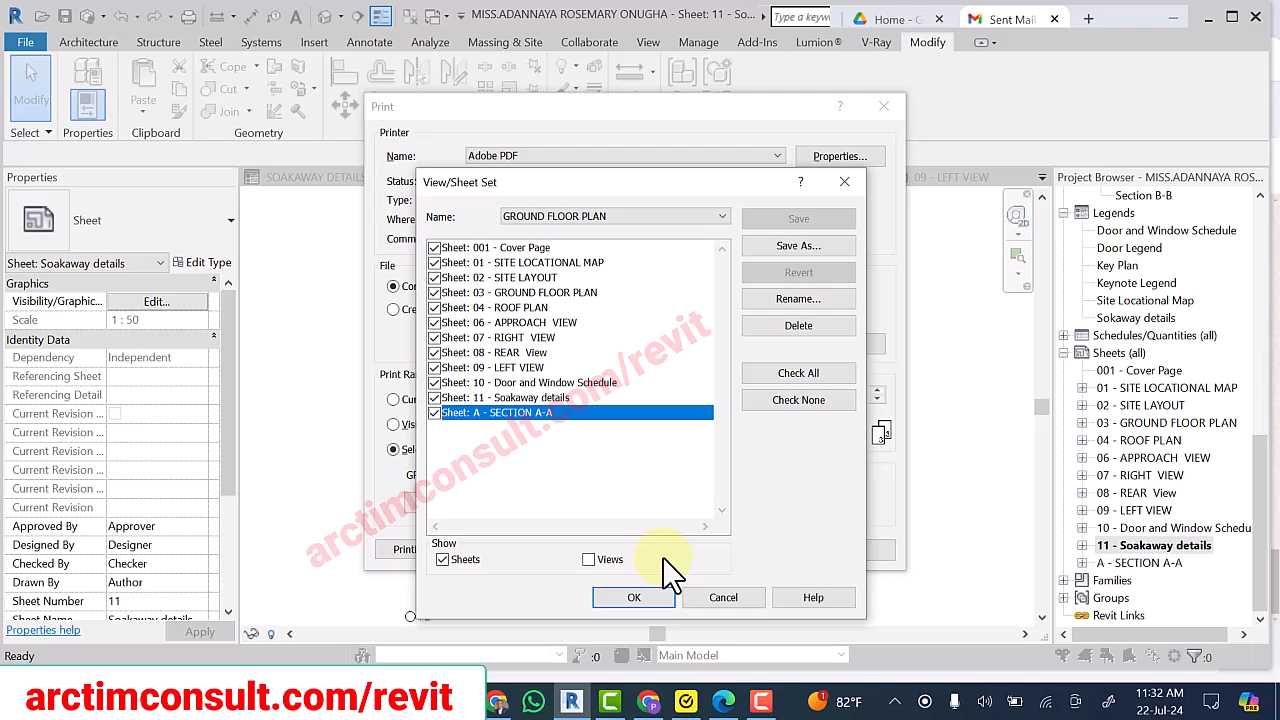 MISS.ADANNAYA ROSEMARY ONUGHA - Sheet: 11 - So...
Type a keyw
Home - G
Sent Mail
File
Architecture
Structure
Steel
Systems
Insert
Annotate
Analyze
Massing & Site
Collaborate
View
Manage
Add-Ins
Lumion®
V-Ray
Modify
Modify
Paste
Cope
Cut
Join
Select
Properties
Clipboard
Geometry
Properties
Sheet
Sheet: Soakaway details
Edit Type
Graphics
Visibility/Graphic...
Edit...
Scale
1 : 50
Identity Data
Dependency
Independent
Referencing Sheet
Referencing Detail
Current Revision ...
Current Revision ...
Current Revision ...
Current Revision ...
Current Revision ...
Current Revision ...
Approved By
Approver
Designed By
Designer
Checked By
Checker
Drawn By
Author
Sheet Number
11
Sheet Name
Soakaway details
Properties help
Apply
SOAKAWAY DETAILS
09 - LEFT VIEW
Print
?
Printer
Name:
Adobe PDF
Properties...
Status:
Type:
Where
Comm
File
Print Ran
View/Sheet Set
?
Name:
GROUND FLOOR PLAN
Sheet: 001 - Cover Page
Sheet: 01 - SITE LOCATIONAL MAP
Sheet: 02 - SITE LAYOUT
Sheet: 03 - GROUND FLOOR PLAN
Sheet: 04 - ROOF PLAN
Sheet: 06 - APPROACH VIEW
Sheet: 07 - RIGHT VIEW
Sheet: 08 - REAR View
Sheet: 09 - LEFT VIEW
Sheet: 10 - Door and Window Schedule
Sheet: 11 - Soakaway details
Sheet: A - SECTION A-A
Save
Save As...
Revert
Rename...
Delete
Check All
Check None
Show
Sheets
Views
OK
Cancel
Help
arctimconsult.com/revit
Project Browser - MISS.ADANNAYA ROS...
Section B-B
Legends
Door and Window Schedule
Door Legend
Key Plan
Keynote Legend
Site Locational Map
Sokaway details
Schedules/Quantities (all)
Sheets (all)
001 - Cover Page
01 - SITE LOCATIONAL MAP
02 - SITE LAYOUT
03 - GROUND FLOOR PLAN
04 - ROOF PLAN
06 - APPROACH VIEW
07 - RIGHT VIEW
08 - REAR View
09 - LEFT VIEW
10 - Door and Window Schedu
11 - Soakaway details
A - SECTION A-A
Families
Groups
Revit Links
Ready
:0
Main Model
:0
arctimconsult.com/revit
82°F
11:32 AM
22-Jul-24